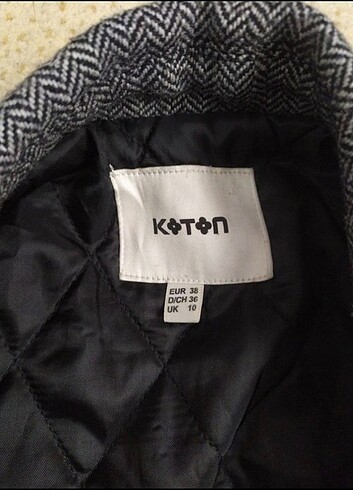 KOTON
EUR 38
D/CH 36
UK 10